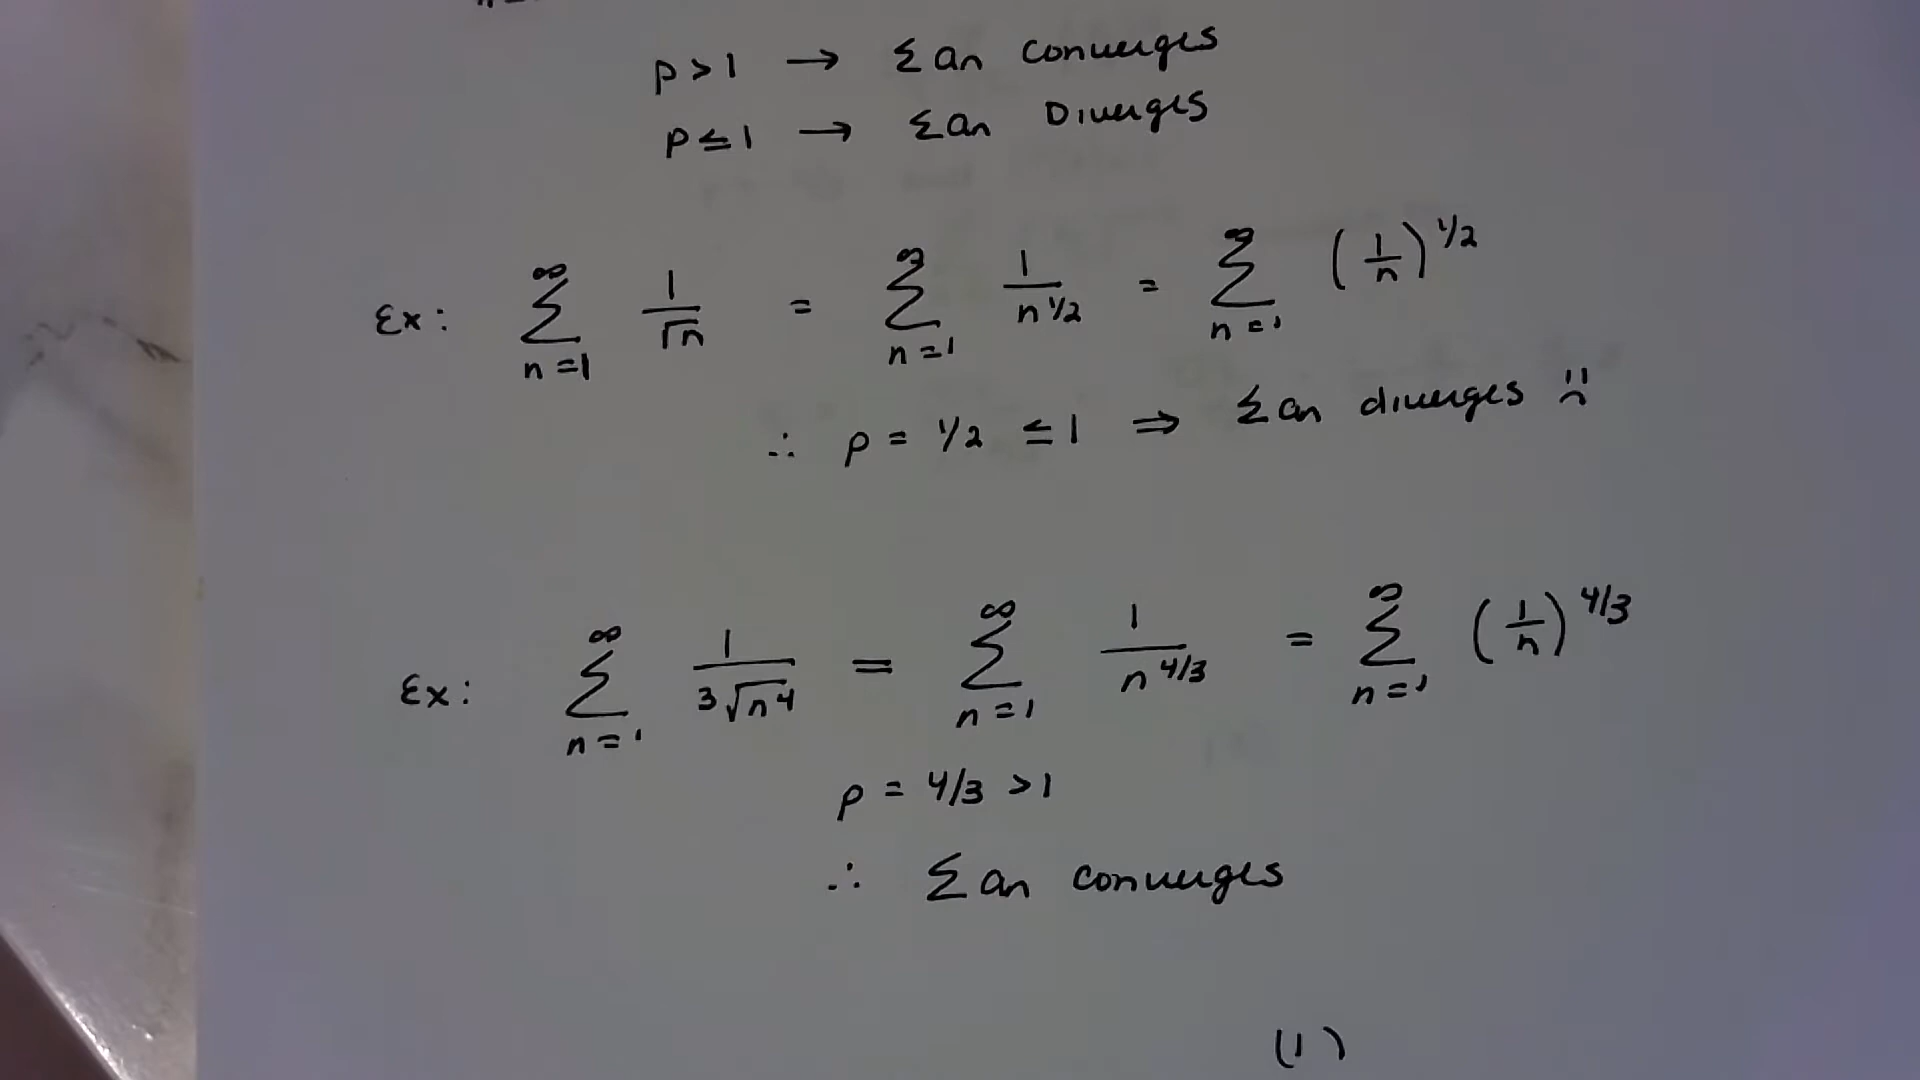 p > 1 → Σ an converges
p ≤ 1 → Σ an Diverges
Ex: ∞ Σ n=1 1/√n = ∞ Σ n=1 1/n^1/2 = ∞ Σ n=1 (1/n)^1/2
∴ p = 1/2 ≤ 1 ⇒ Σ an diverges
Ex: ∞ Σ n=1 1/3√n^4 = ∞ Σ n=1 1/n^4/3 = ∞ Σ n=1 (1/n)^4/3
p = 4/3 > 1
∴ Σ an converges
(1)